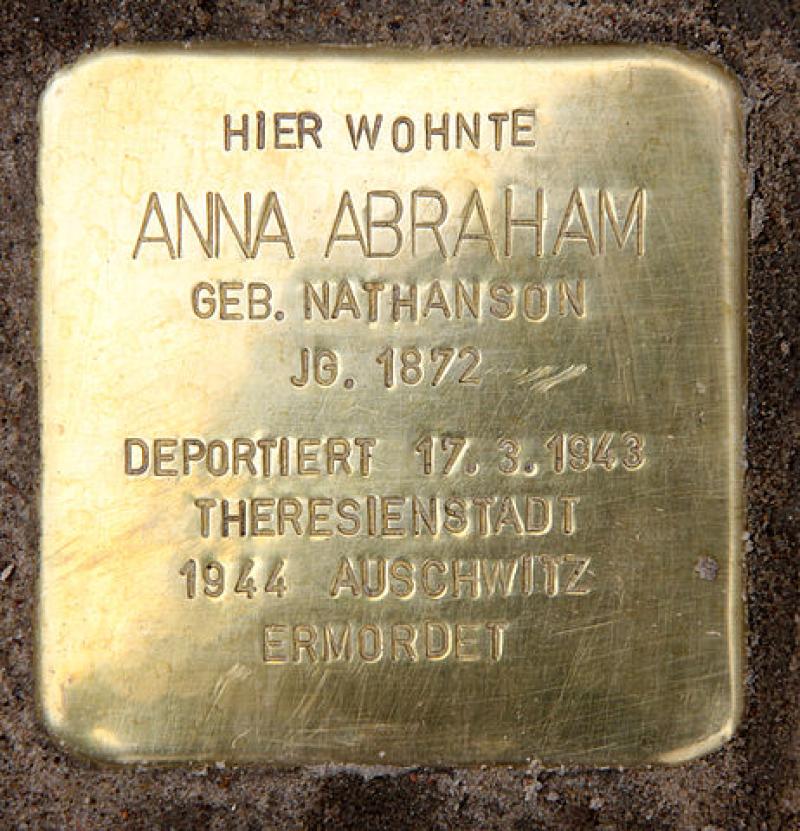 HIER WOHNTE
ANNA ABRAHAM
GEB. NATHANSON
JG. 1872
DEPORTIERT 17. 3. 1943
THERESIENSTADT
1944 AUSCHWITZ
ERMORDET